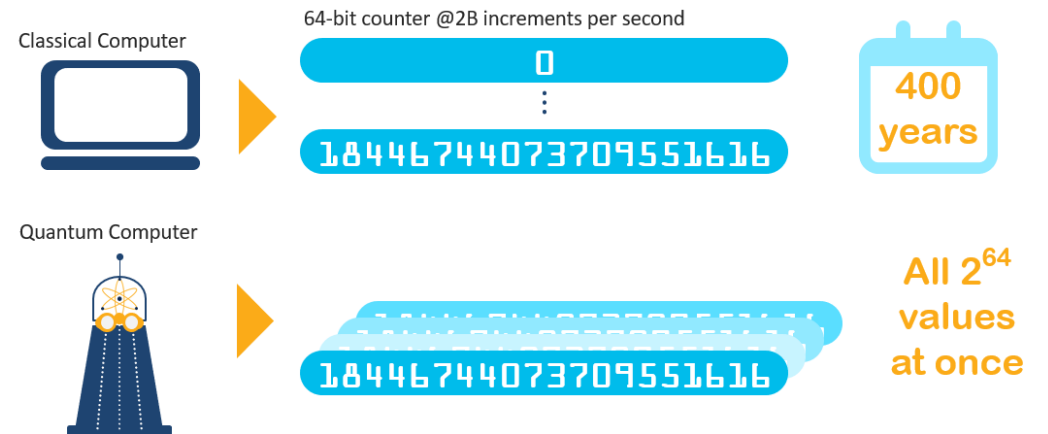 64-bit counter @2B increments per second
Classical Computer
0
18446744073709551616
400
years
Quantum Computer
18446744073709551616
All 2^64
values
at once